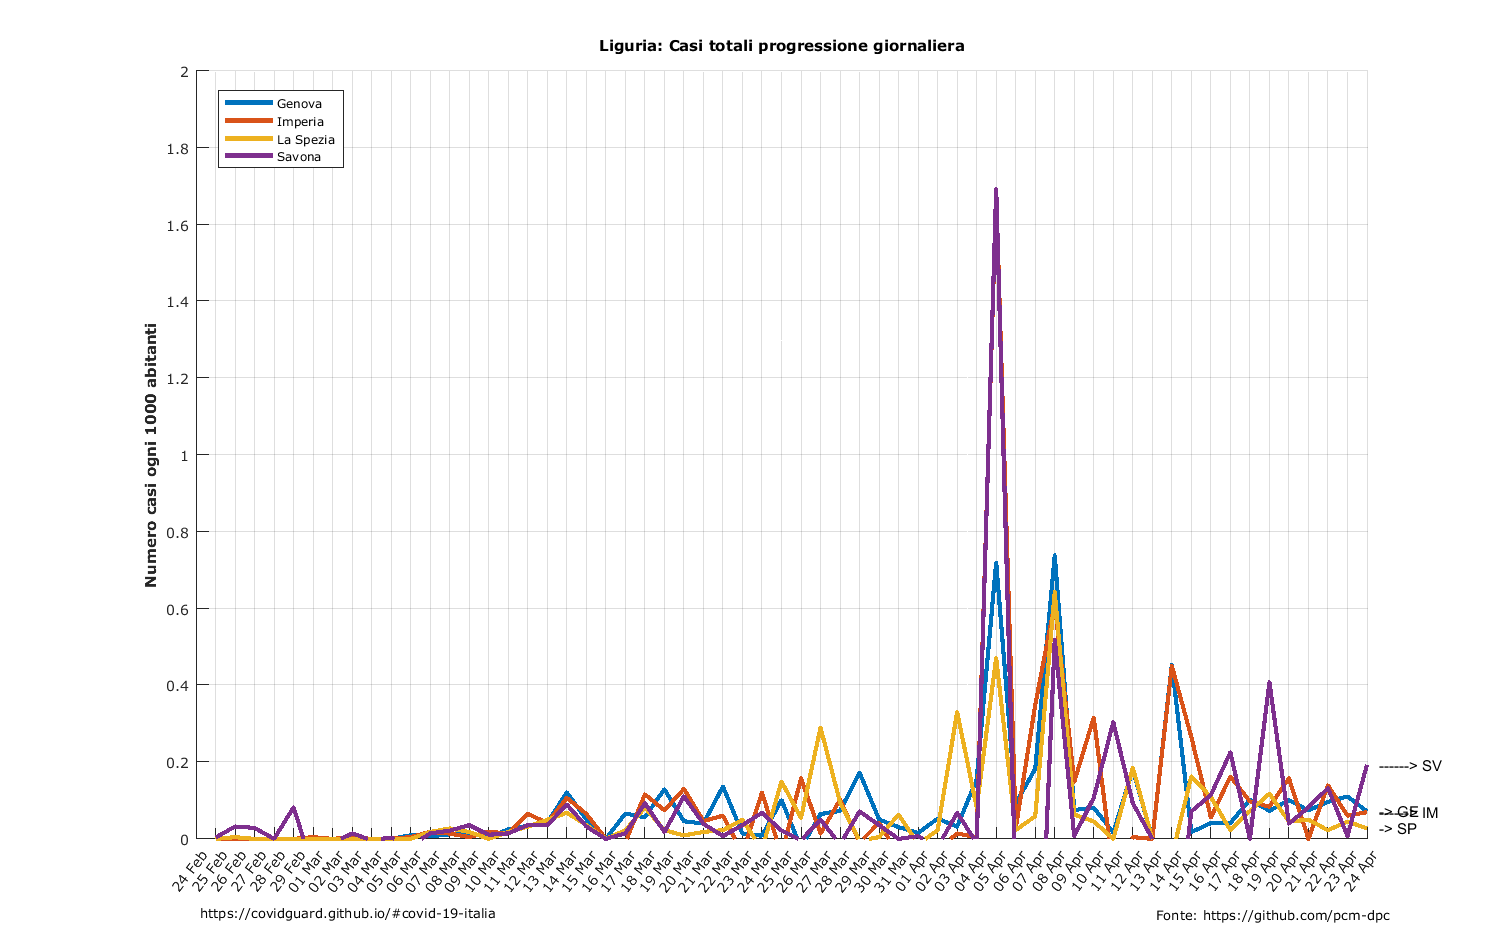 Liguria: Casi totali progressione giornaliera
Numero casi ogni 1000 abitanti
2
1.8
1.6
1.4
1.2
1
0.8
0.6
0.4
0.2
0
Genova
Imperia
La Spezia
Savona
------> SV
-> GE
-----> IM
-> SP
24 Feb
25 Feb
26 Feb
27 Feb
28 Feb
29 Feb
01 Mar
02 Mar
03 Mar
04 Mar
05 Mar
06 Mar
07 Mar
08 Mar
09 Mar
10 Mar
11 Mar
12 Mar
13 Mar
14 Mar
15 Mar
16 Mar
17 Mar
18 Mar
19 Mar
20 Mar
21 Mar
22 Mar
23 Mar
24 Mar
25 Mar
26 Mar
27 Mar
28 Mar
29 Mar
30 Mar
31 Mar
01 Apr
02 Apr
03 Apr
04 Apr
05 Apr
06 Apr
07 Apr
08 Apr
09 Apr
10 Apr
11 Apr
12 Apr
13 Apr
14 Apr
15 Apr
16 Apr
17 Apr
18 Apr
19 Apr
20 Apr
21 Apr
22 Apr
23 Apr
24 Apr
https://covidguard.github.io/#covid-19-italia
Fonte: https://github.com/pcm-dpc